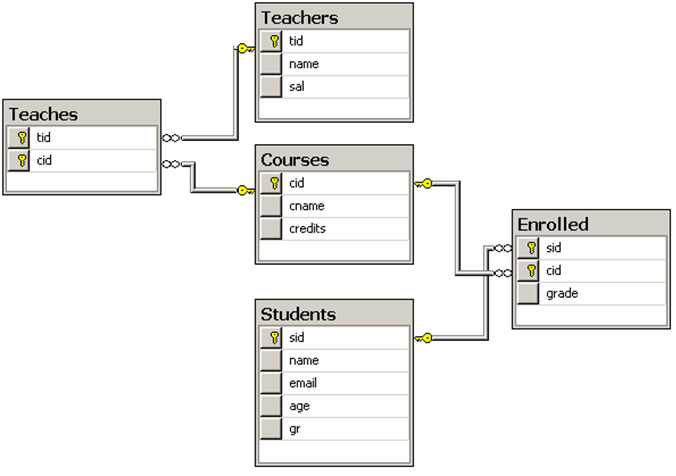 Teachers
tid
name
sal
Teaches
tid
cid
Courses
cid
cname
credits
Enrolled
sid
cid
grade
Students
sid
name
email
age
gr